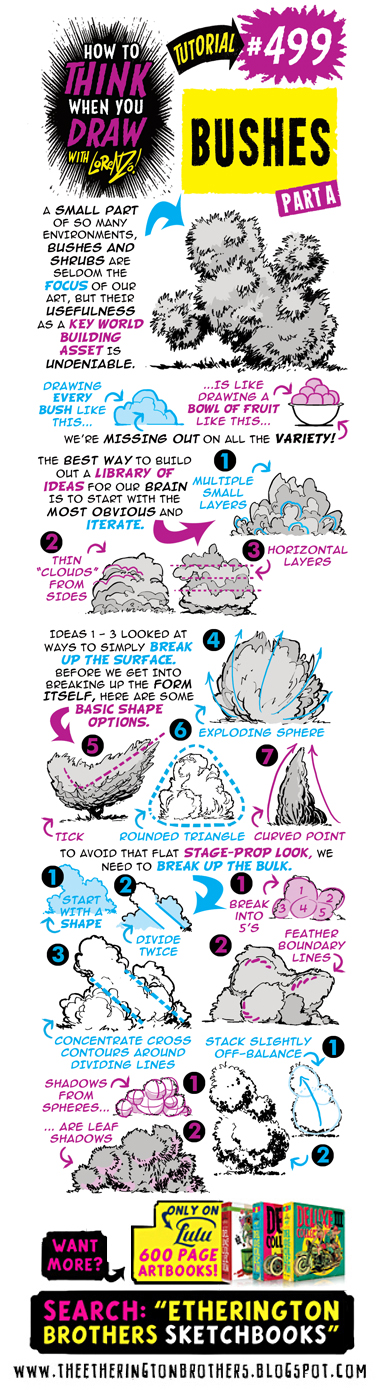 HOW TO
THINK
WHEN YOU
DRAW
WITH LORENZO!
TUTORIAL
#499
BUSHES
PART A
A SMALL PART
OF SO MANY
ENVIRONMENTS,
BUSHES AND
SHRUBS ARE
SELDOM THE
FOCUS OF OUR
ART, BUT THEIR
USEFULNESS
AS A KEY WORLD
BUILDING
ASSET IS
UNDENIABLE.
DRAWING
EVERY
BUSH LIKE
THIS...
...IS LIKE
DRAWING A
BOWL OF FRUIT
LIKE THIS...
WE'RE MISSING OUT ON ALL THE VARIETY!
THE BEST WAY TO BUILD
OUT A LIBRARY OF
IDEAS FOR OUR BRAIN
IS TO START WITH THE
MOST OBVIOUS AND
ITERATE.
1
MULTIPLE
SMALL
LAYERS
2
THIN
"CLOUDS"
FROM
SIDES
3
HORIZONTAL
LAYERS
IDEAS 1 - 3 LOOKED AT
WAYS TO SIMPLY BREAK
UP THE SURFACE.
BEFORE WE GET INTO
BREAKING UP THE FORM
ITSELF, HERE ARE SOME
BASIC SHAPE
OPTIONS.
4
EXPLODING SPHERE
5
TICK
6
ROUNDED TRIANGLE
7
CURVED POINT
TO AVOID THAT FLAT STAGE-PROP LOOK, WE
NEED TO BREAK UP THE BULK.
1
START
WITH A
SHAPE
2
DIVIDE
TWICE
3
CONCENTRATE CROSS
CONTOURS AROUND
DIVIDING LINES
1
BREAK
INTO
5'S
1
2
3
4
5
2
FEATHER
BOUNDARY
LINES
SHADOWS
FROM
SPHERES...
1
... ARE LEAF
SHADOWS
2
STACK SLIGHTLY
OFF-BALANCE
1
2
WANT
MORE?
ONLY ON
Lulu
600 PAGE
ARTBOOKS!
SEARCH: "ETHERINGTON
BROTHERS SKETCHBOOKS"
WWW.THEETHERINGTONBROTHERS.BLOGSPOT.COM